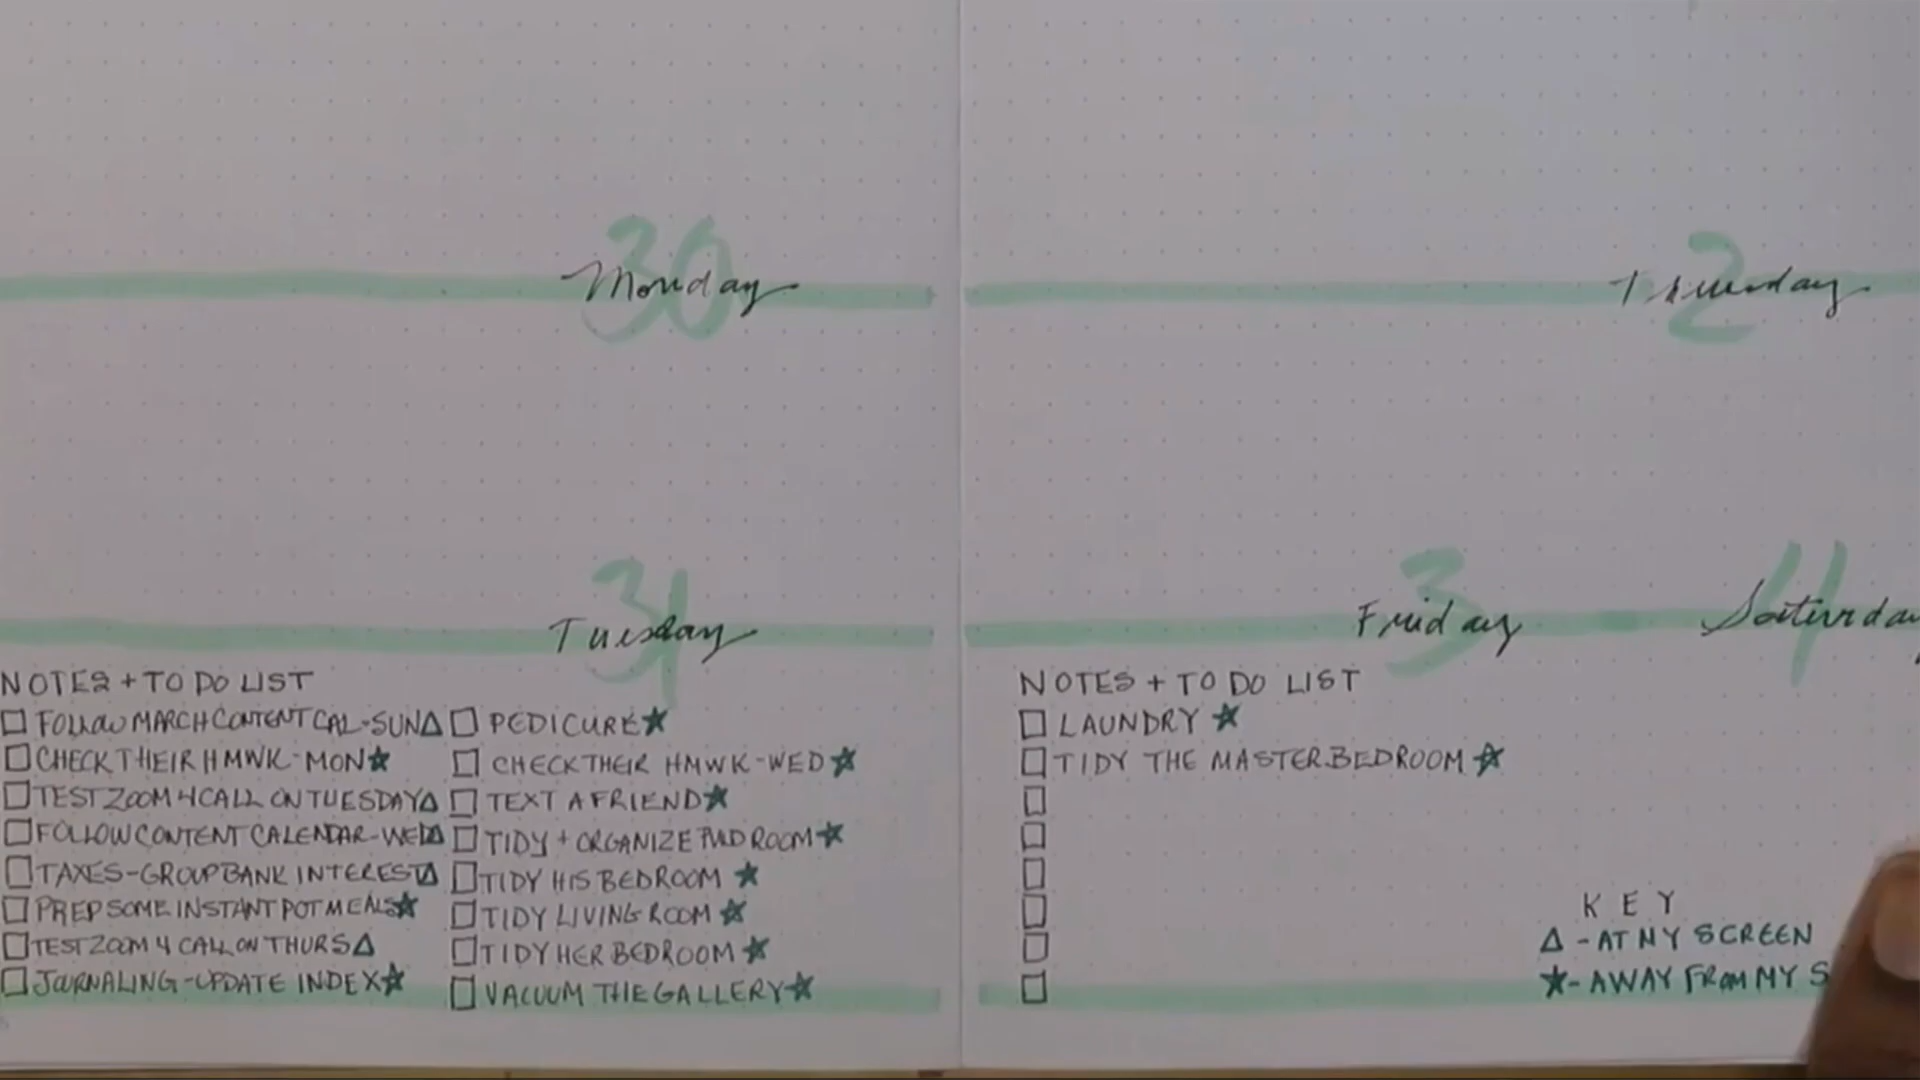 30
Monday
31
Tuesday
NOTES + TO DO LIST
FOLLOW MARCH CONTENT CAL-SUN △
CHECK THEIR HMWK-MON ★
TEST ZOOM 4 CALL ON TUESDAY △
FOLLOW CONTENT CALENDAR-WED △
TAXES-GROUP BANK INTEREST △
PREP SOME INSTANT POT MEALS ★
TEST ZOOM 4 CALL ON THURS △
JOURNALING-UPDATE INDEX ★
PEDICURE ★
CHECK THEIR HMWK-WED ★
TEXT A FRIEND ★
TIDY + ORGANIZE MUD ROOM ★
TIDY HIS BEDROOM ★
TIDY LIVING ROOM ★
TIDY HER BEDROOM ★
VACUUM THE GALLERY ★
2
Thursday
3
Friday
4
Saturday
NOTES + TO DO LIST
LAUNDRY ★
TIDY THE MASTER BEDROOM ★
KEY
△ - AT MY SCREEN
★ - AWAY FROM MY S